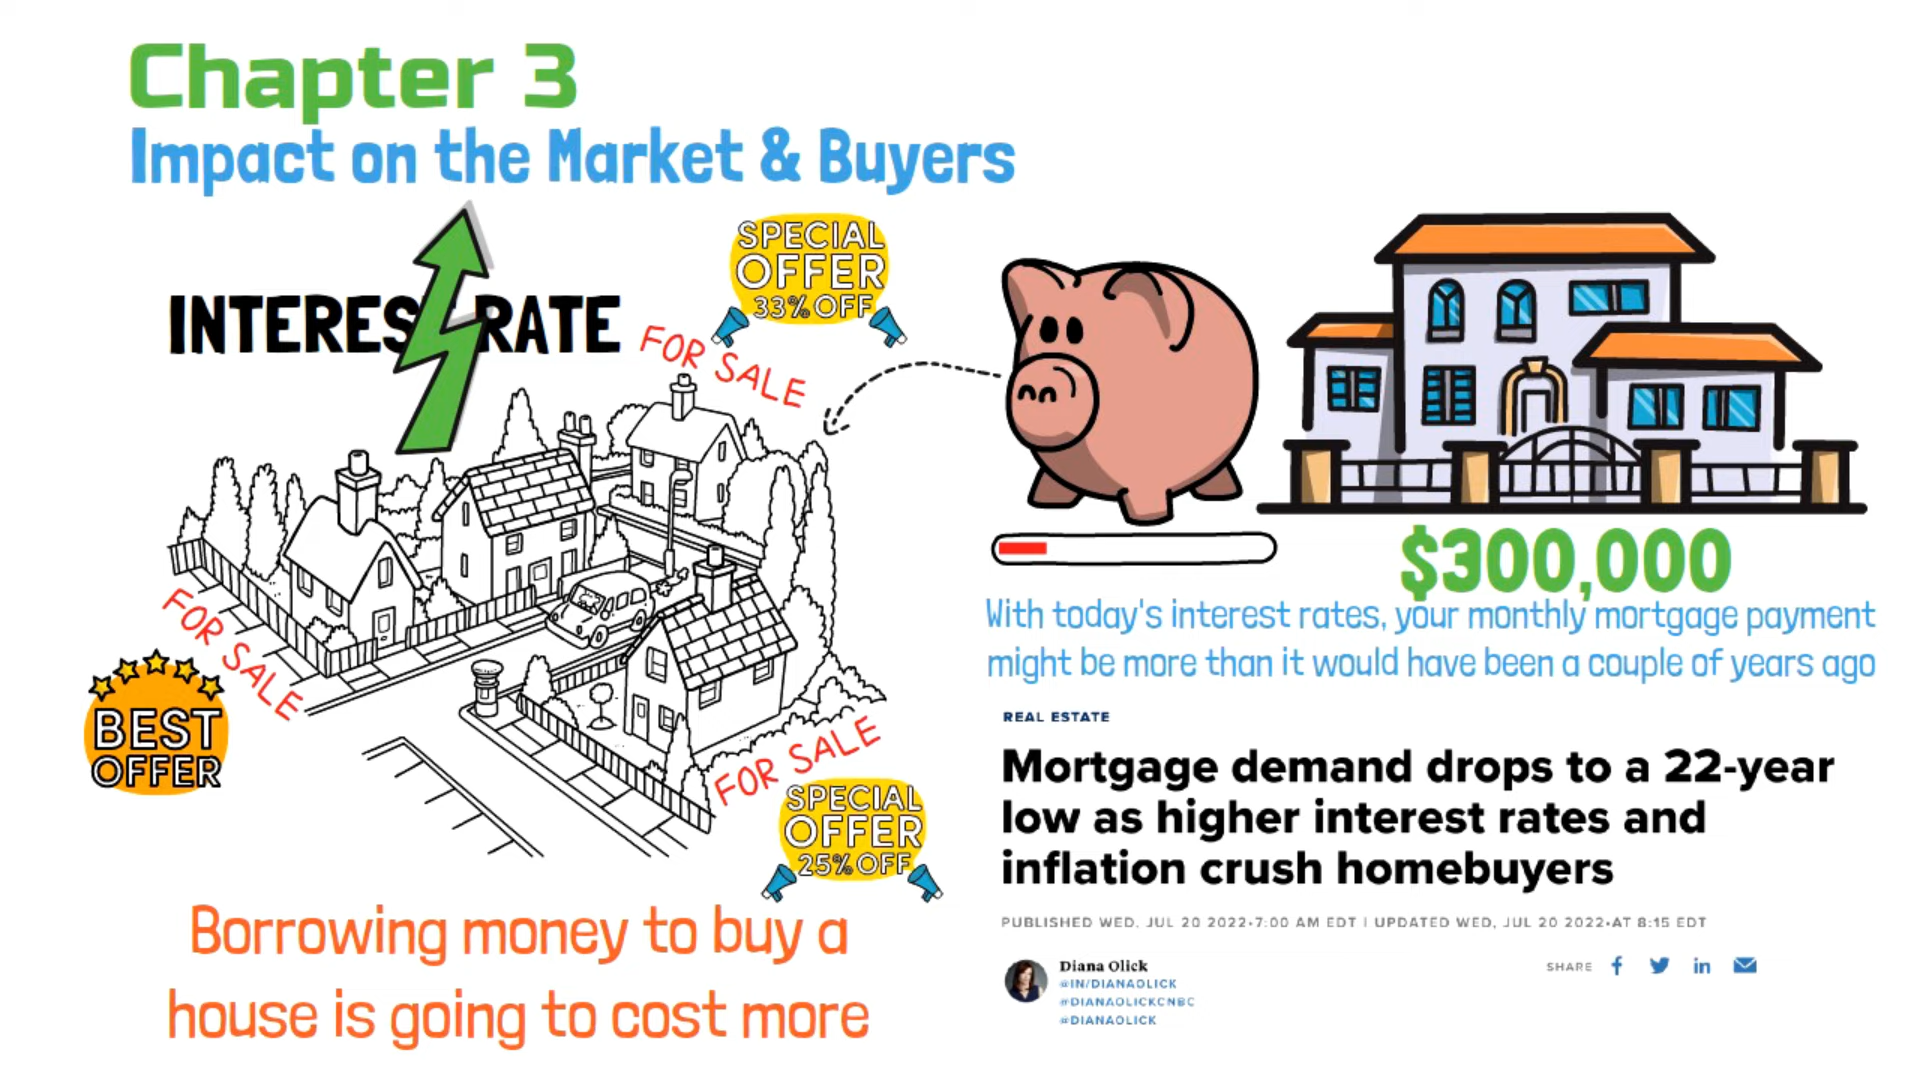 Chapter 3
Impact on the Market & Buyers
INTEREST RATE
SPECIAL
OFFER
33% OFF
FOR SALE
FOR SALE
BEST
OFFER
FOR SALE
SPECIAL
OFFER
25% OFF
Borrowing money to buy a
house is going to cost more
$300,000
With today's interest rates, your monthly mortgage payment
might be more than it would have been a couple of years ago
REAL ESTATE
Mortgage demand drops to a 22-year
low as higher interest rates and
inflation crush homebuyers
PUBLISHED WED, JUL 20 2022•7:00 AM EDT | UPDATED WED, JUL 20 2022•AT 8:15 EDT
Diana Olick
@IN/DIANAOLICK
@DIANAOLICKCNBC
@DIANAOLICK
SHARE